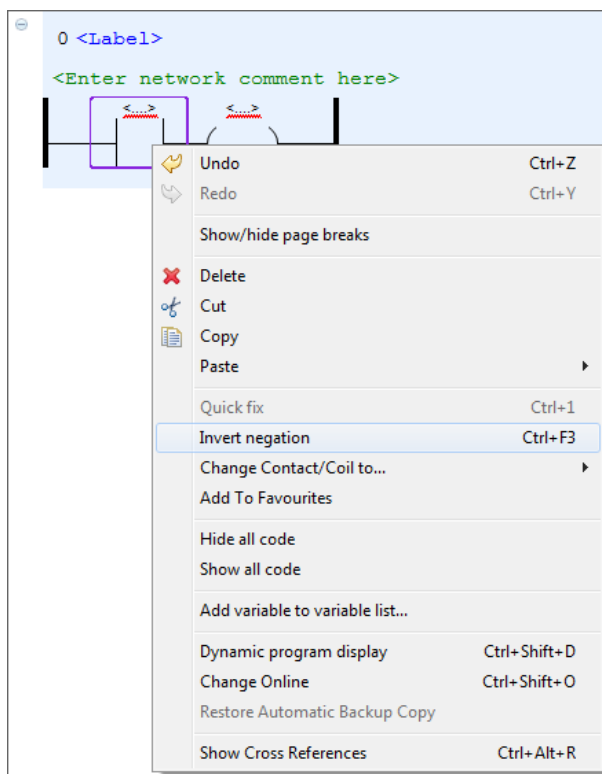 0 <Label>
<Enter network comment here>
<...> <...>
Undo Ctrl+Z
Redo Ctrl+Y
Show/hide page breaks
Delete
Cut
Copy
Paste
Quick fix Ctrl+1
Invert negation Ctrl+F3
Change Contact/Coil to...
Add To Favourites
Hide all code
Show all code
Add variable to variable list...
Dynamic program display Ctrl+Shift+D
Change Online Ctrl+Shift+O
Restore Automatic Backup Copy
Show Cross References Ctrl+Alt+R